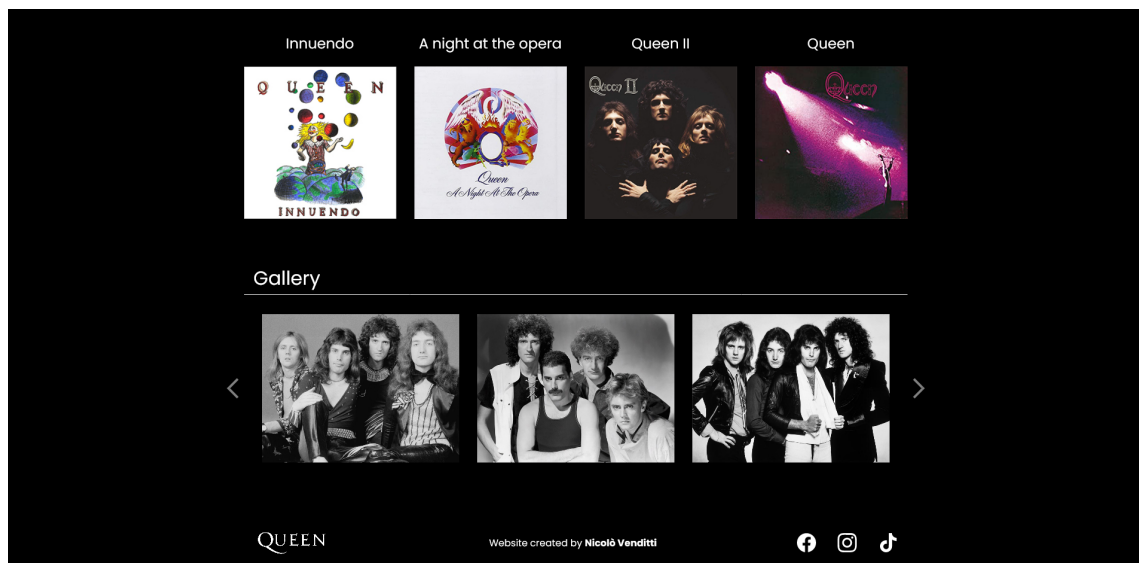 Innuendo
A night at the opera
Queen II
Queen
QUEEN
INNUENDO
Queen
A Night At The Opera
Queen II
Queen
Gallery
QUEEN
Website created by Nicolò Venditti